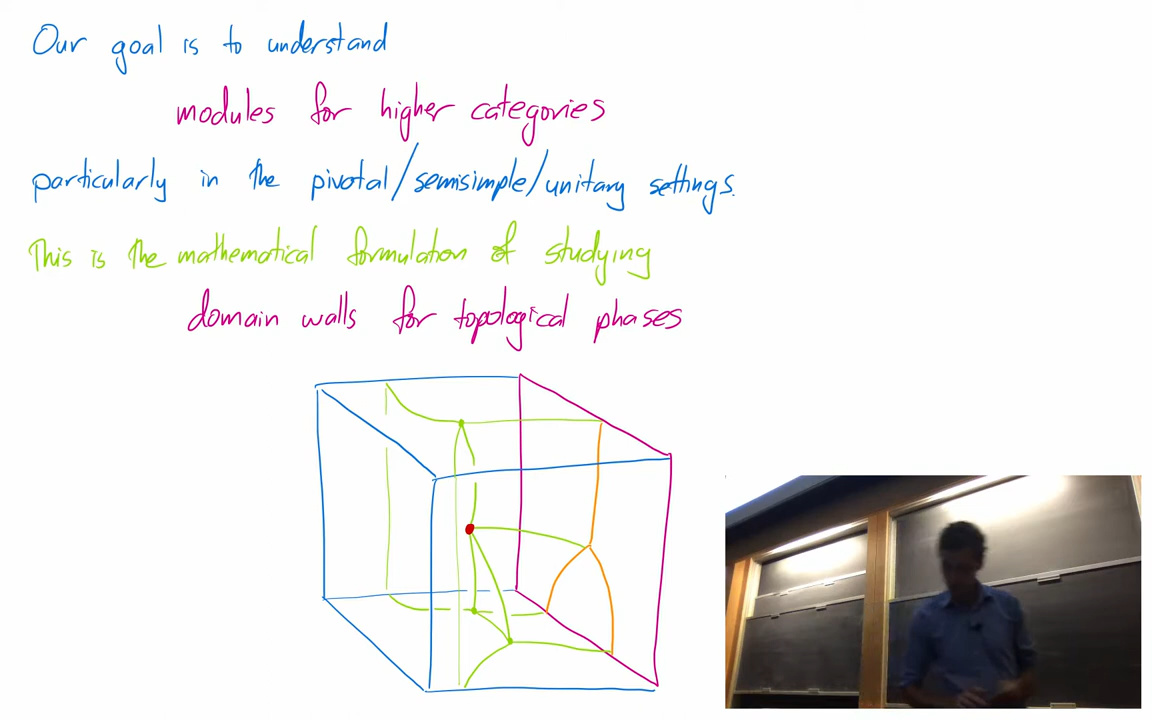 Our goal is to understand
modules for higher categories
particularly in the pivotal/semisimple/unitary settings.
This is the mathematical formulation of studying
domain walls for topological phases